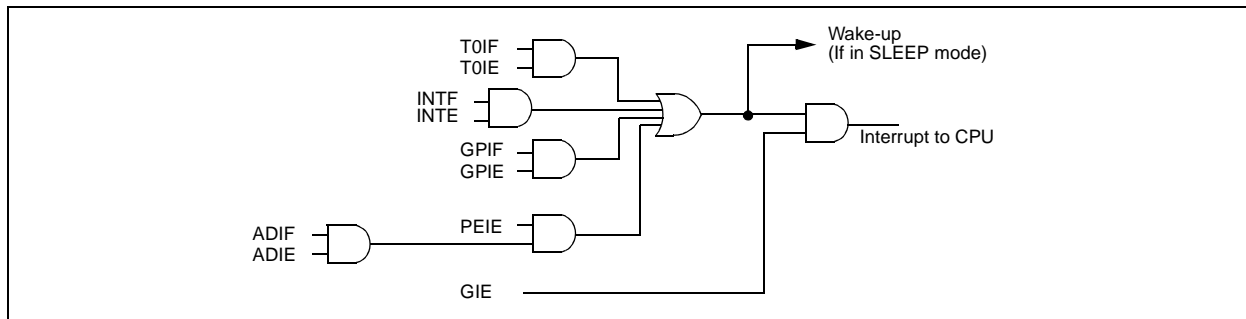 T0IF
T0IE
Wake-up
(If in SLEEP mode)
INTF
INTE
Interrupt to CPU
GPIF
GPIE
PEIE
ADIF
ADIE
GIE